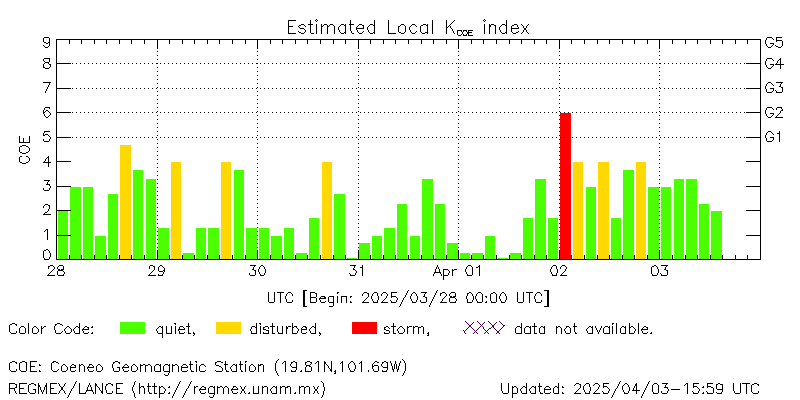 Estimated Local KCOE index
9
8
7
6
5
4
3
2
1
0
COE
G5
G4
G3
G2
G1
28 29 30 31 Apr 01 02 03
UTC [Begin: 2025/03/28 00:00 UTC]
Color Code: quiet, disturbed, storm, data not available.
COE: Coeneo Geomagnetic Station (19.81N,101.69W)
REGMEX/LANCE (http://regmex.unam.mx) Updated: 2025/04/03-15:59 UTC